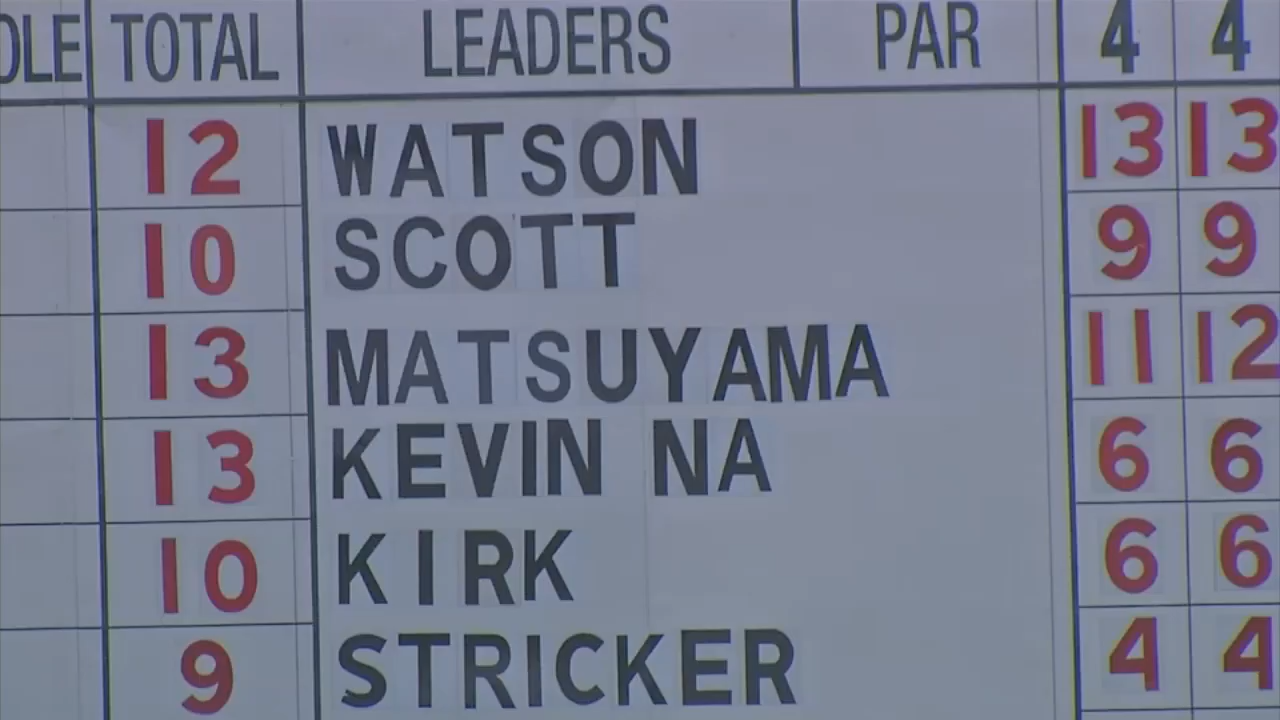 OLE TOTAL LEADERS PAR 4 4
12 WATSON 13 13
10 SCOTT 9 9
13 MATSUYAMA 11 12
13 KEVIN NA 6 6
10 KIRK 6 6
9 STRICKER 4 4